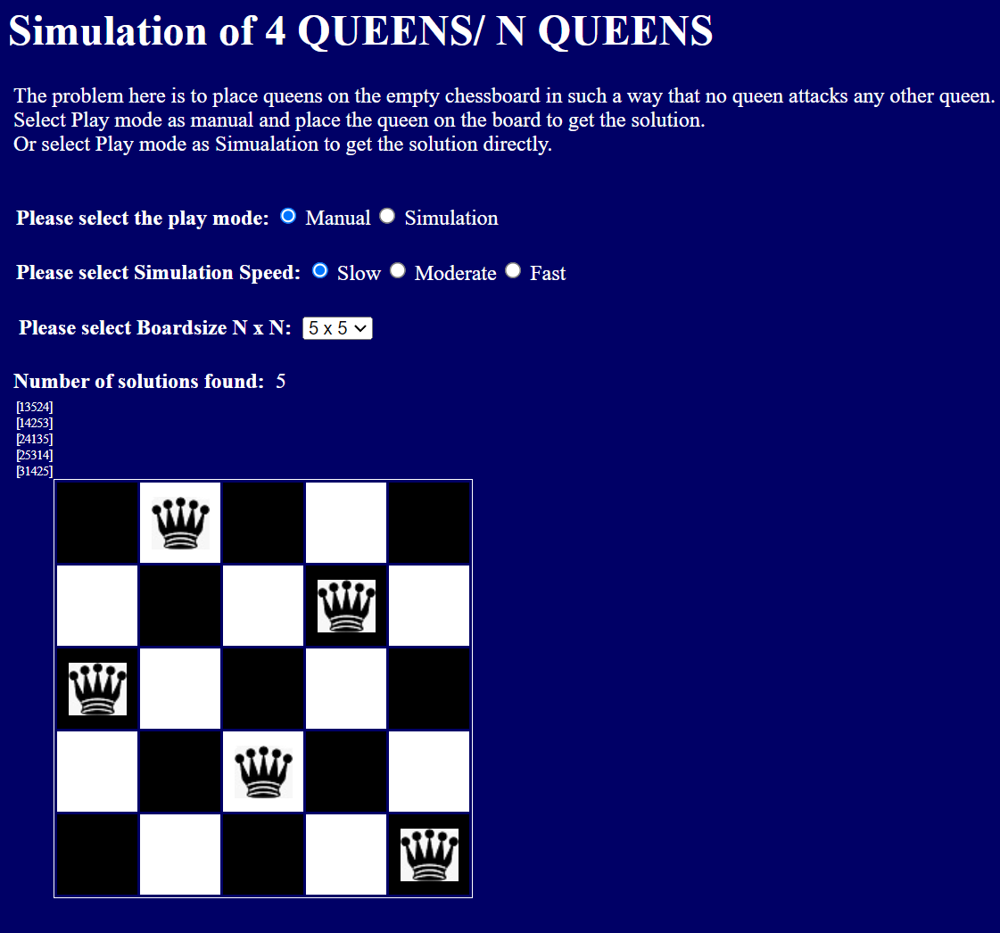 Simulation of 4 QUEENS/ N QUEENS
The problem here is to place queens on the empty chessboard in such a way that no queen attacks any other queen.
Select Play mode as manual and place the queen on the board to get the solution.
Or select Play mode as Simualation to get the solution directly.
Please select the play mode: Manual Simulation
Please select Simulation Speed: Slow Moderate Fast
Please select Boardsize N x N: 5 x 5
Number of solutions found: 5
[13524]
[14253]
[24135]
[25314]
[31425]